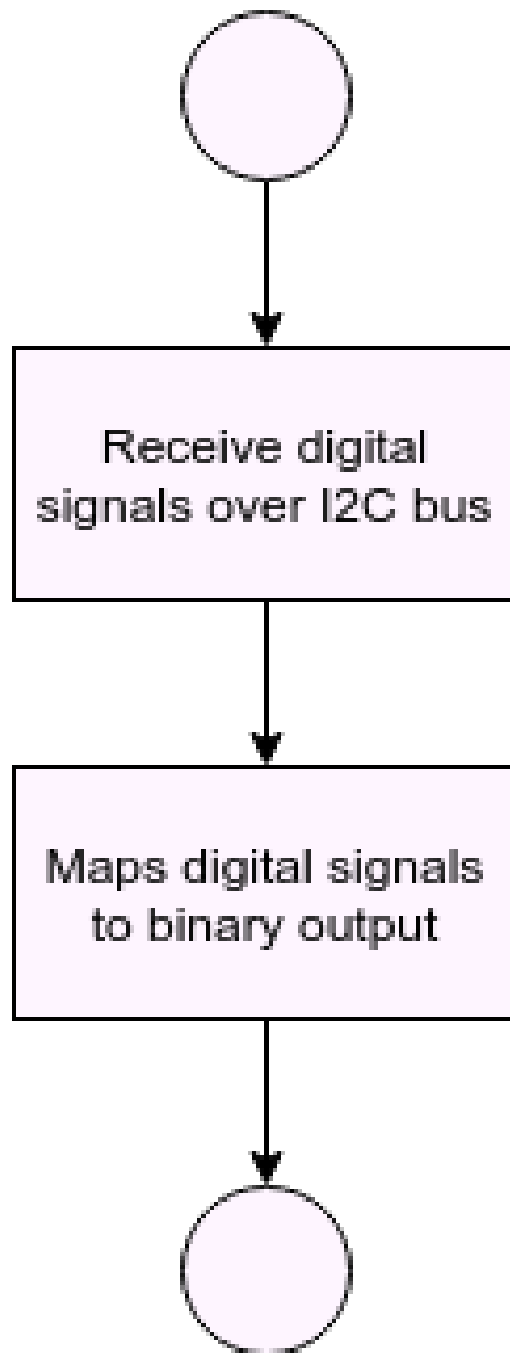 Receive digital
signals over I2C bus
Maps digital signals
to binary output